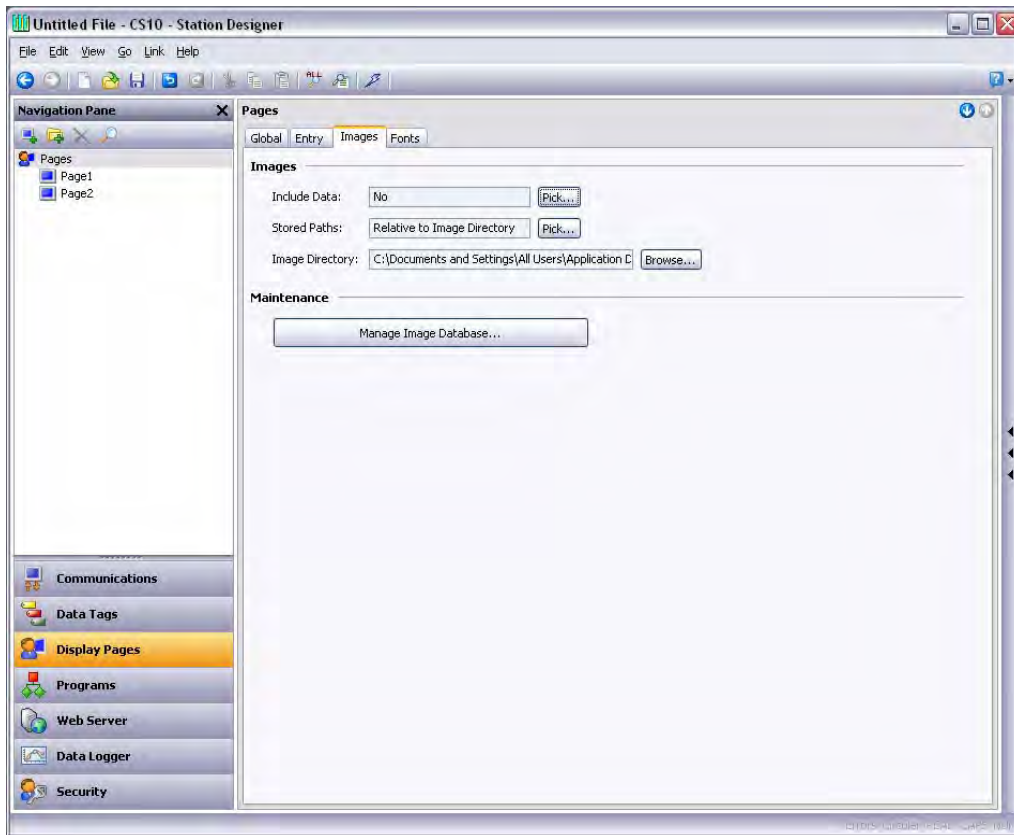 Untitled File - CS10 - Station Designer
File Edit View Go Link Help
ALL
Navigation Pane
Pages
Page1
Page2
Communications
Data Tags
Display Pages
Programs
Web Server
Data Logger
Security
Pages
Global Entry Images Fonts
Images
Include Data: No Pick...
Stored Paths: Relative to Image Directory Pick...
Image Directory: C:\Documents and Settings\All Users\Application D Browse...
Maintenance
Manage Image Database...